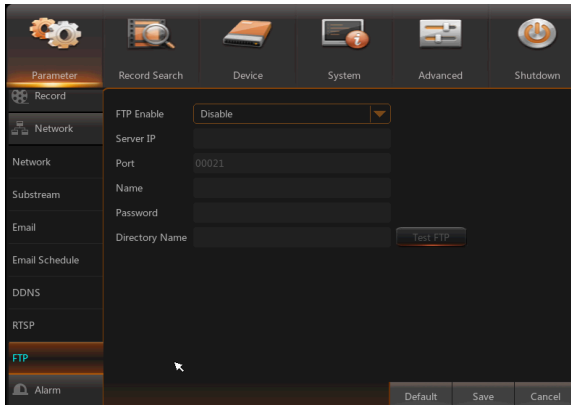 Parameter Record Search Device System Advanced Shutdown
Record
Network
Network
Substream
Email
Email Schedule
DDNS
RTSP
FTP
Alarm
FTP Enable Disable
Server IP
Port 00021
Name
Password
Directory Name Test FTP
Default Save Cancel